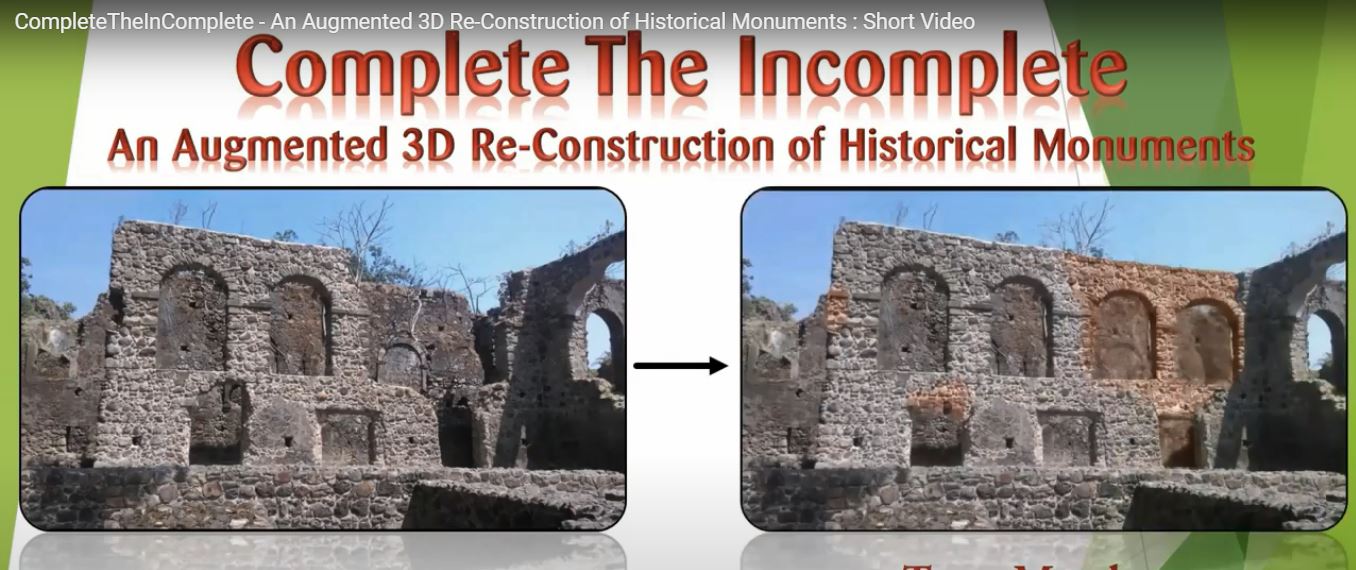 CompleteTheInComplete - An Augmented 3D Re-Construction of Historical Monuments : Short Video
Complete The Incomplete
An Augmented 3D Re-Construction of Historical Monuments